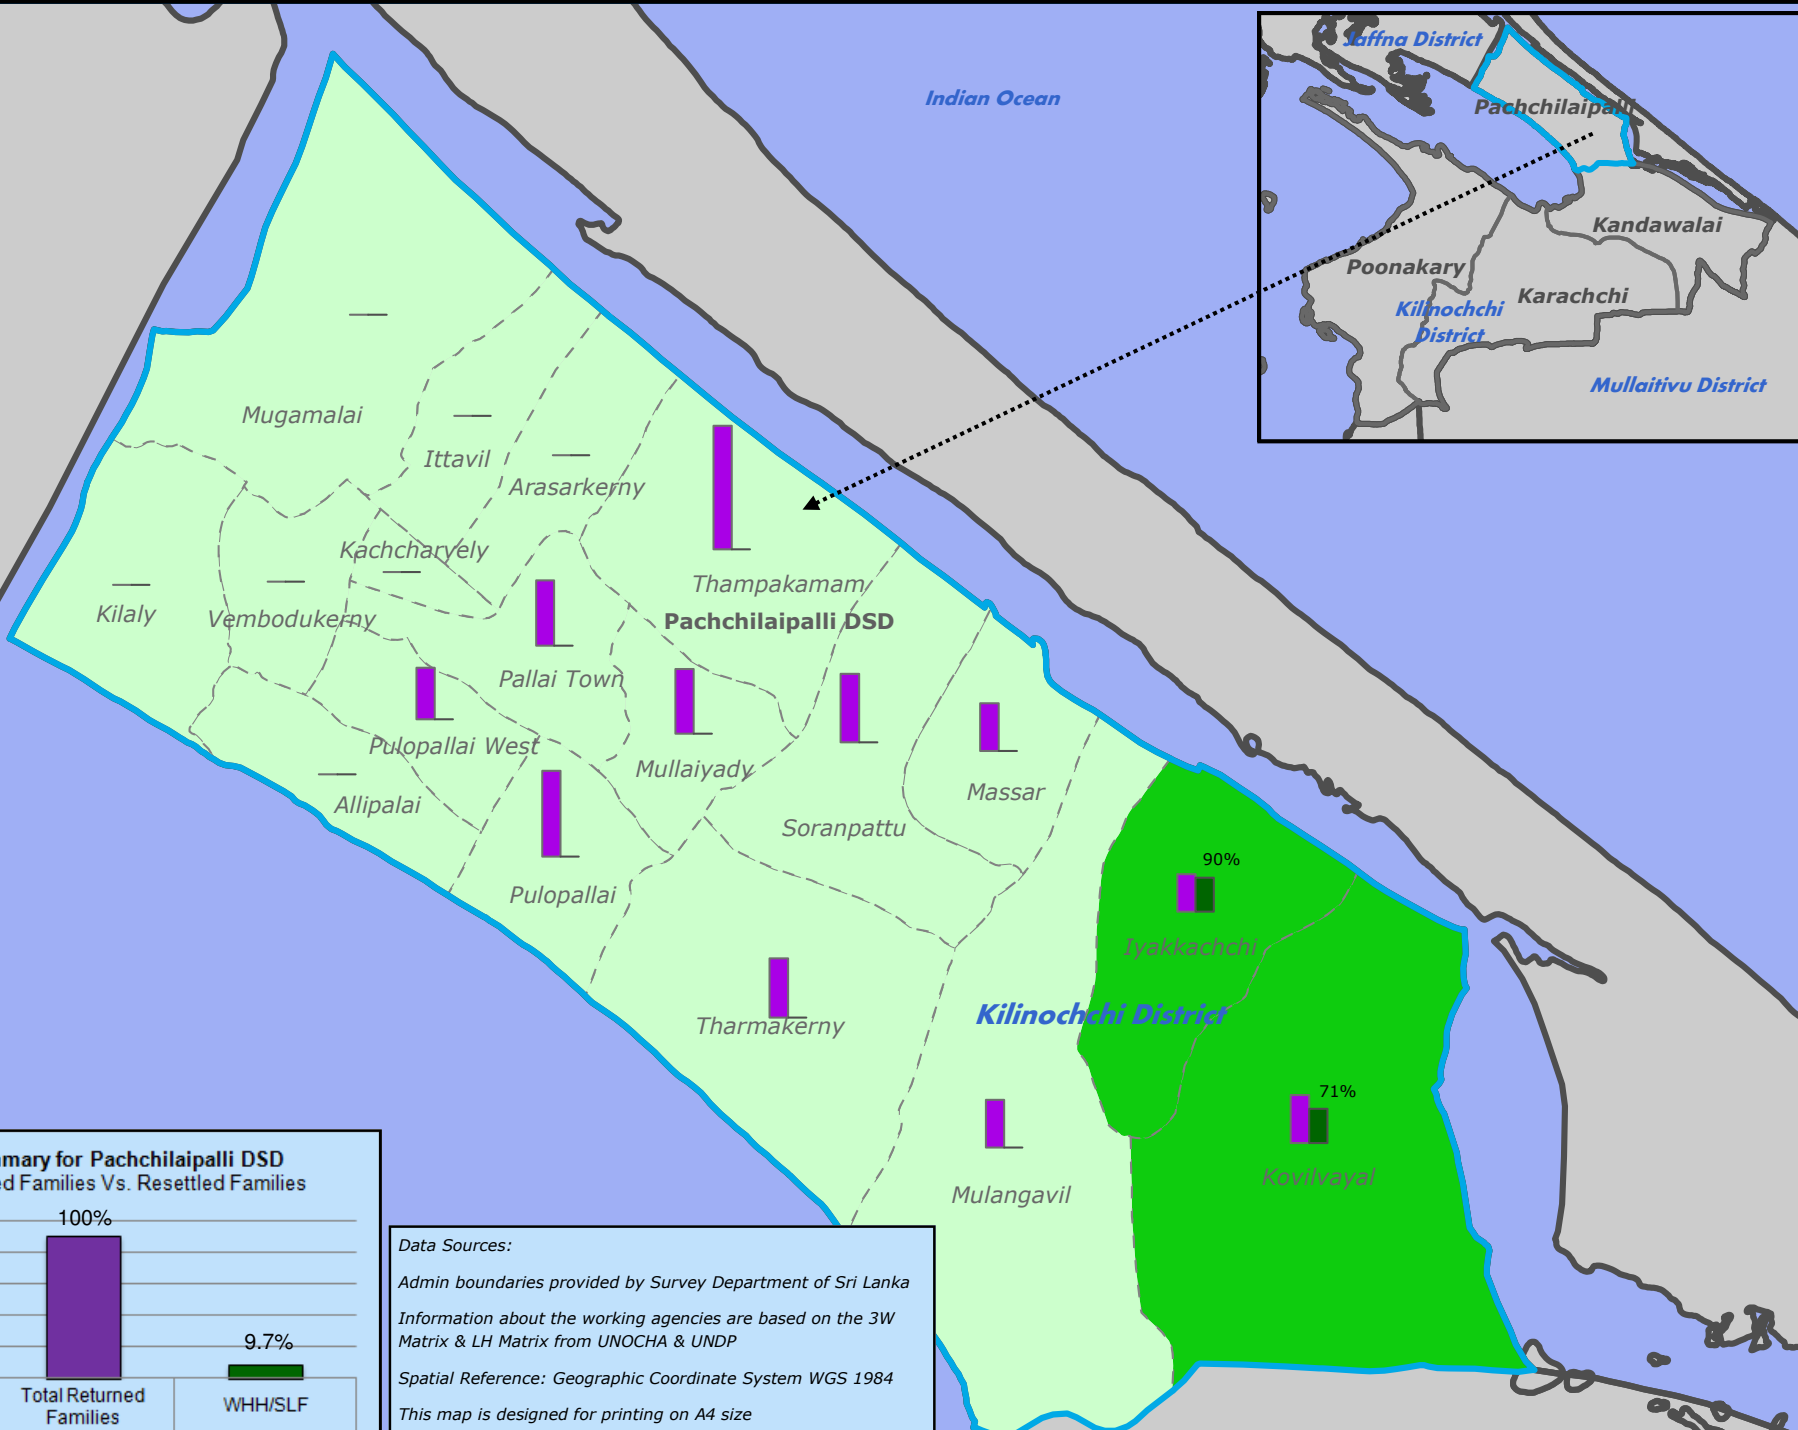 Indian Ocean
Jaffna District
Pachchilaipalli
Kandawalai
Poonakary
Karachchi
Kilinochchi
District
Mullaitivu District
Mugamalai
Ittavil
Arasarkerny
Kachcharyely
Thampakamam
Kilaly
Vembodukerny
Pachchilaipalli DSD
Pallai Town
Pulopallai West
Mullaiyady
Massar
Allipalai
Soranpattu
90%
Pulopallai
Iyakkachchi
Kilinochchi District
Tharmakerny
71%
Kovilvayal
Mulangavil
for Pachchilaipalli DSD
Families Vs. Resettled Families
100%
9.7%
Total Returned
Families
WHH/SLF
Data Sources:
Admin boundaries provided by Survey Department of Sri Lanka
Information about the working agencies are based on the 3W
Matrix & LH Matrix from UNOCHA & UNDP
Spatial Reference: Geographic Coordinate System WGS 1984
This map is designed for printing on A4 size